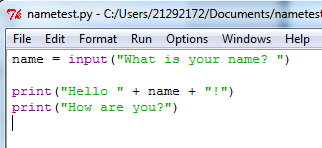 nametest.py - C:/Users/21292172/Documents/nametest
File Edit Format Run Options Windows Help
name = input("What is your name? ")
print("Hello " + name + "!")
print("How are you?")